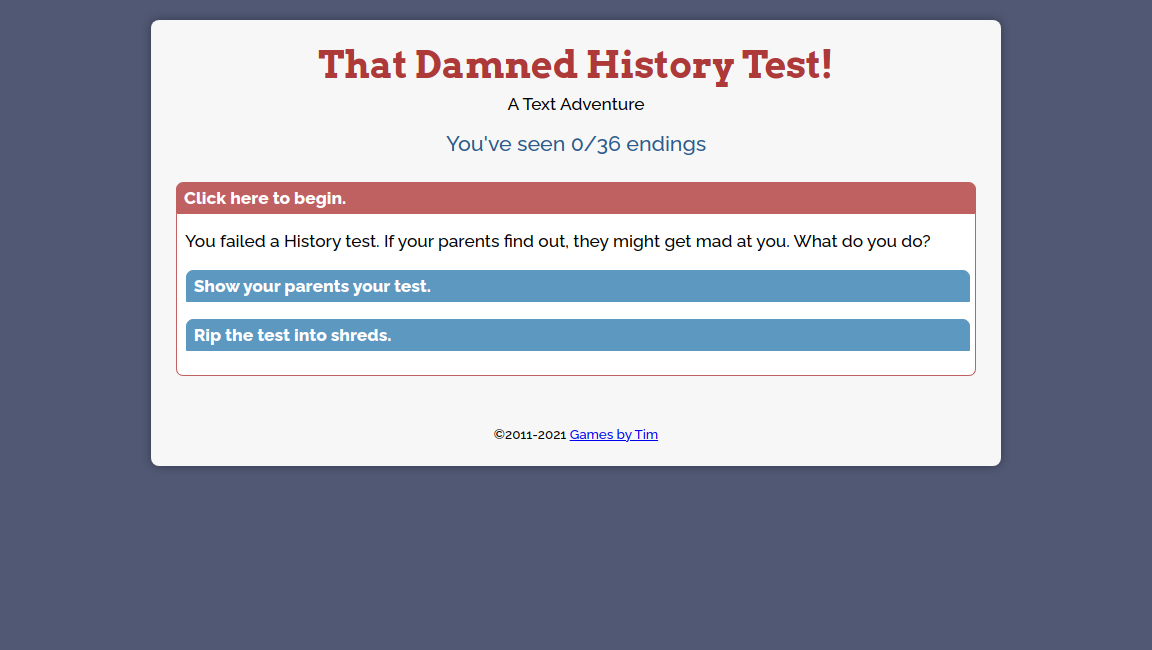 That Damned History Test!
A Text Adventure
You've seen 0/36 endings
Click here to begin.
You failed a History test. If your parents find out, they might get mad at you. What do you do?
Show your parents your test.
Rip the test into shreds.
©2011-2021 Games by Tim